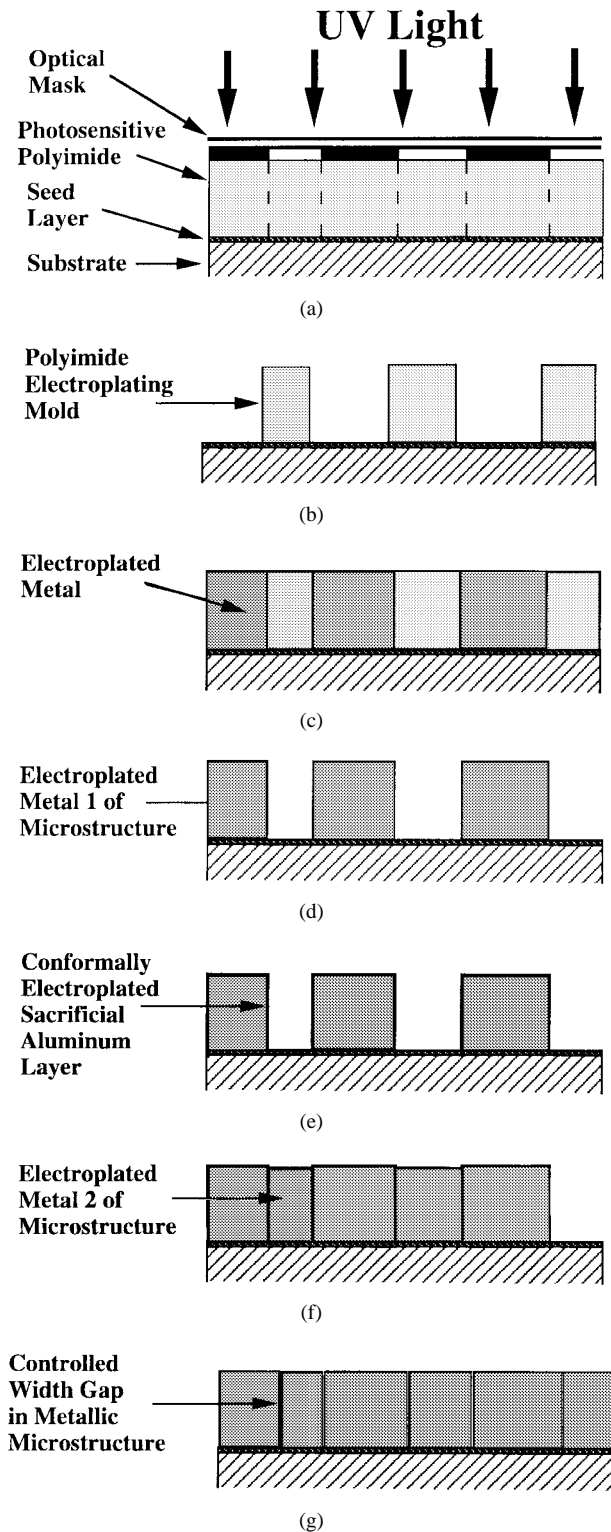 UV Light
Optical
Mask
Photosensitive
Polyimide
Seed
Layer
Substrate
(a)
Polyimide
Electroplating
Mold
(b)
Electroplated
Metal
(c)
Electroplated
Metal 1 of
Microstructure
(d)
Conformally
Electroplated
Sacrificial
Aluminum
Layer
(e)
Electroplated
Metal 2 of
Microstructure
(f)
Controlled
Width Gap
in Metallic
Microstructure
(g)